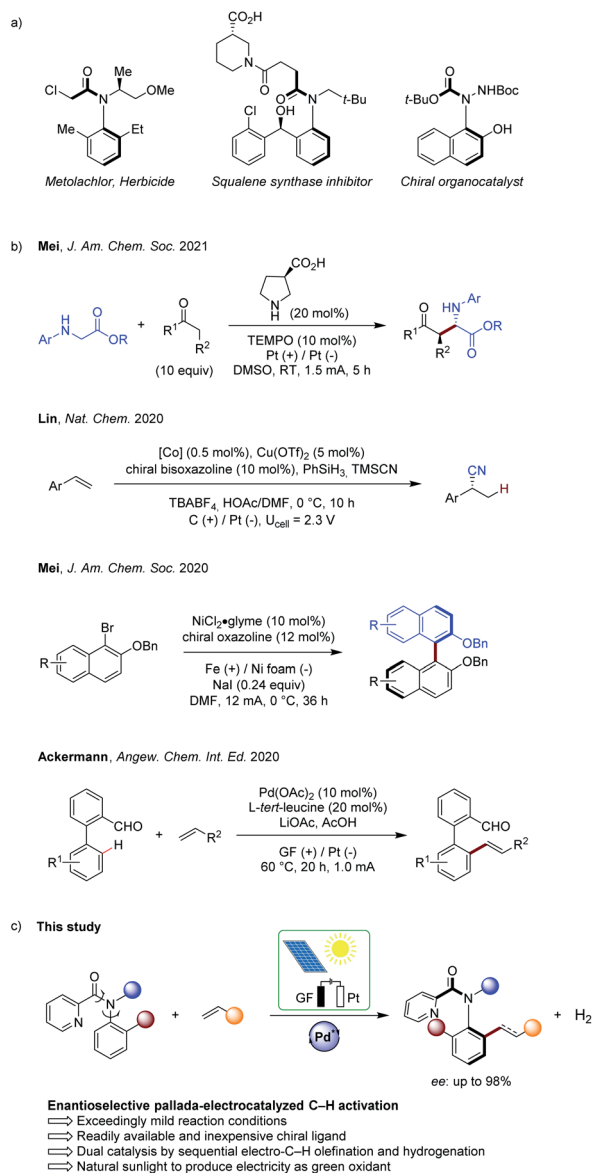 a)
CO2H
Cl
O
N
Me
OMe
Me
Et
N
O
O
N
t-Bu
Cl
OH
O
t-BuO
N
NHBoc
OH
Metolachlor, Herbicide
Squalene synthase inhibitor
Chiral organocatalyst
b)
Mei, J. Am. Chem. Soc. 2021
H
Ar
N
OR
O
+
O
R1
R2
(10 equiv)
CO2H
N
H
(20 mol%)
TEMPO (10 mol%)
Pt (+) / Pt (-)
DMSO, RT, 1.5 mA, 5 h
O
HN
Ar
R1
OR
R2
O
Lin, Nat. Chem. 2020
Ar
[Co] (0.5 mol%), Cu(OTf)2 (5 mol%)
chiral bisoxazoline (10 mol%), PhSiH3, TMSCN
TBABF4, HOAc/DMF, 0 °C, 10 h
C (+) / Pt (-), Ucell = 2.3 V
CN
Ar
H
Mei, J. Am. Chem. Soc. 2020
Br
OBn
R
NiCl2•glyme (10 mol%)
chiral oxazoline (12 mol%)
Fe (+) / Ni foam (-)
NaI (0.24 equiv)
DMF, 12 mA, 0 °C, 36 h
R
OBn
OBn
R
Ackermann, Angew. Chem. Int. Ed. 2020
CHO
H
R1
+
R2
Pd(OAc)2 (10 mol%)
L-tert-leucine (20 mol%)
LiOAc, AcOH
GF (+) / Pt (-)
60 °C, 20 h, 1.0 mA
CHO
R2
R1
c)
This study
O
N
N
+
GF
Pt
Pd*
O
N
N
+ H2
ee: up to 98%
Enantioselective pallada-electrocatalyzed C–H activation
Exceedingly mild reaction conditions
Readily available and inexpensive chiral ligand
Dual catalysis by sequential electro-C–H olefination and hydrogenation
Natural sunlight to produce electricity as green oxidant